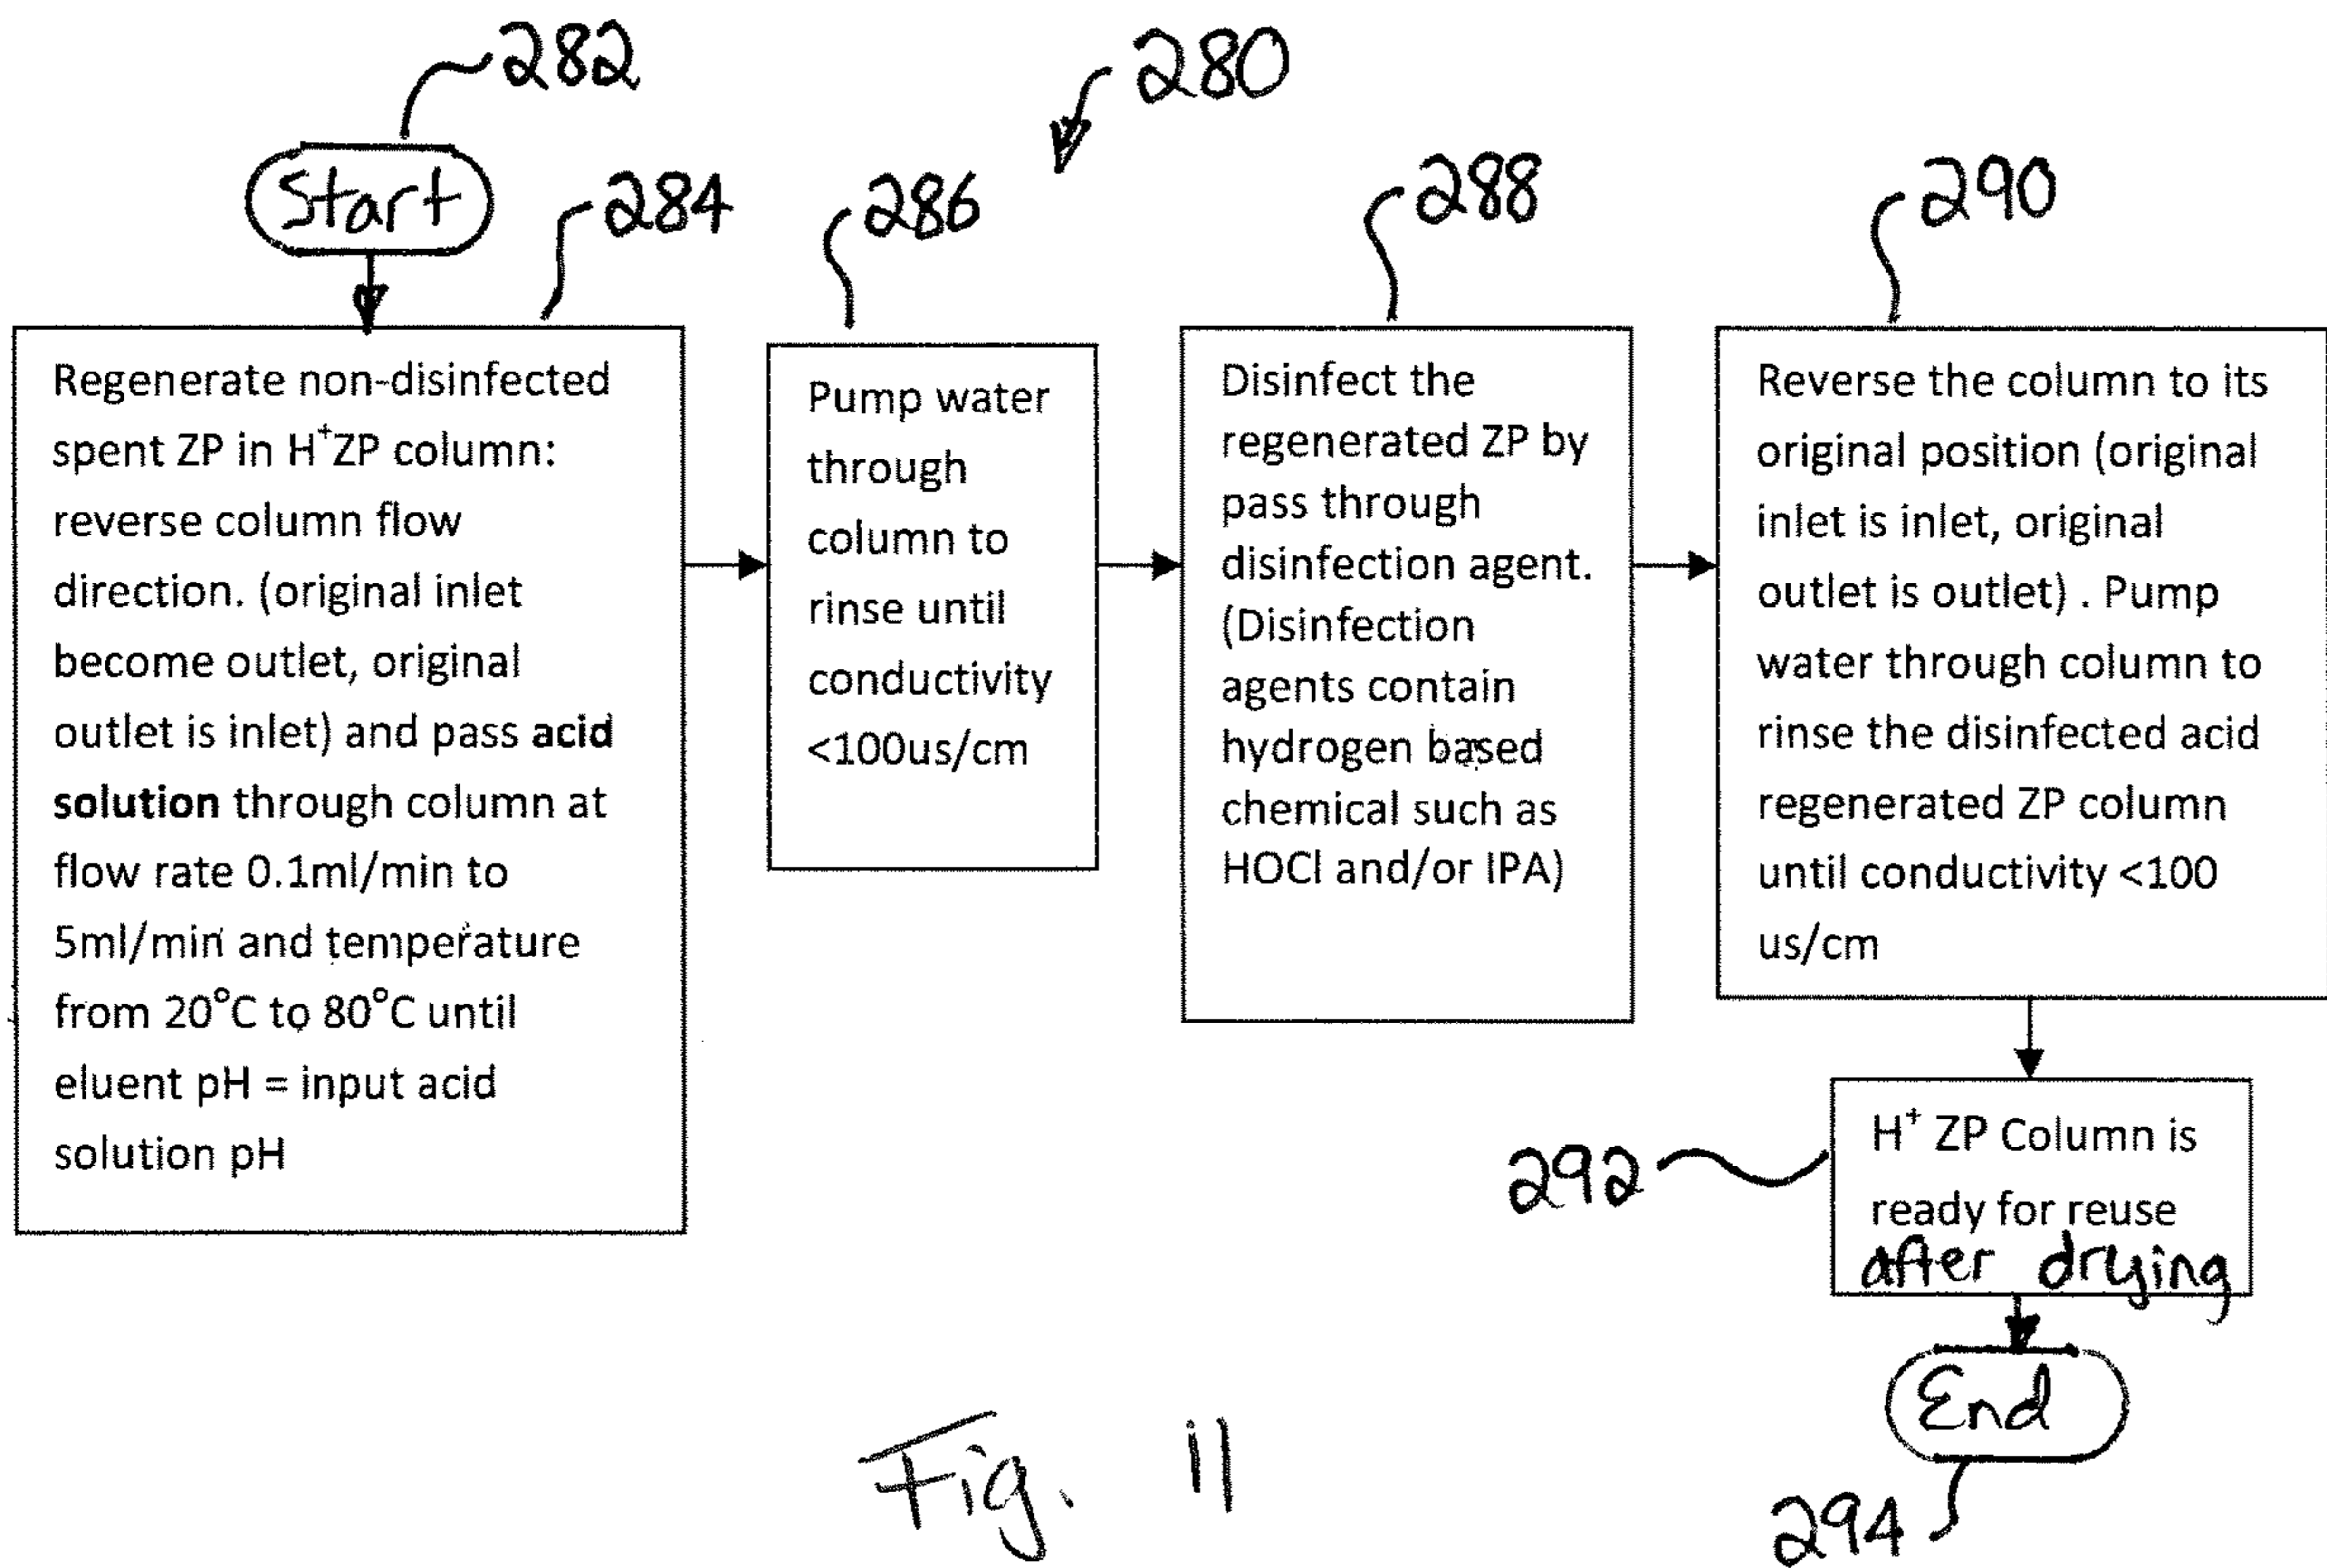 282
280
Start
284
286
288
290
Regenerate non-disinfected
spent ZP in H⁺ZP column:
reverse column flow
direction. (original inlet
become outlet, original
outlet is inlet) and pass acid
solution through column at
flow rate 0.1ml/min to
5ml/min and temperature
from 20°C to 80°C until
eluent pH = input acid
solution pH
Pump water
through
column to
rinse until
conductivity
<100us/cm
Disinfect the
regenerated ZP by
pass through
disinfection agent.
(Disinfection
agents contain
hydrogen based
chemical such as
HOCl and/or IPA)
Reverse the column to its
original position (original
inlet is inlet, original
outlet is outlet) . Pump
water through column to
rinse the disinfected acid
regenerated ZP column
until conductivity <100
us/cm
292
H⁺ ZP Column is
ready for reuse
after drying
End
294
Fig. 11